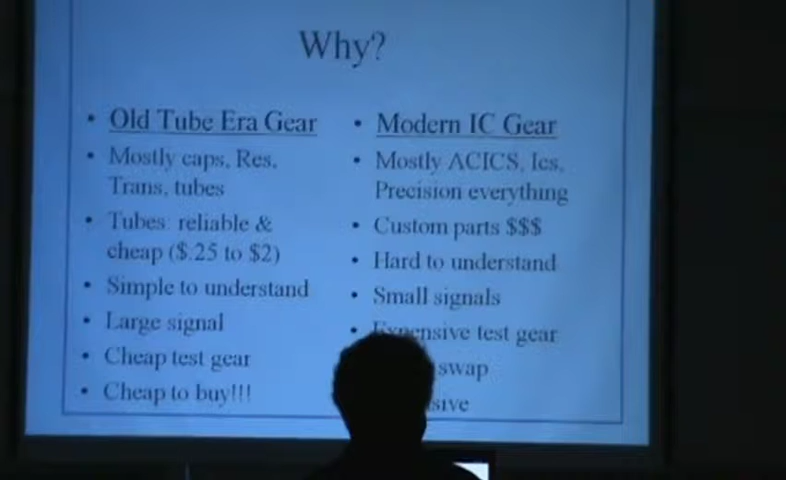 Why?
• Old Tube Era Gear
• Mostly caps, Res,
Trans, tubes
• Tubes: reliable &
cheap ($.25 to $2)
• Simple to understand
• Large signal
• Cheap test gear
• Cheap to buy!!!
• Modern IC Gear
• Mostly ACICS, Ics,
Precision everything
• Custom parts $$$
• Hard to understand
• Small signals
• Expensive test gear
swap